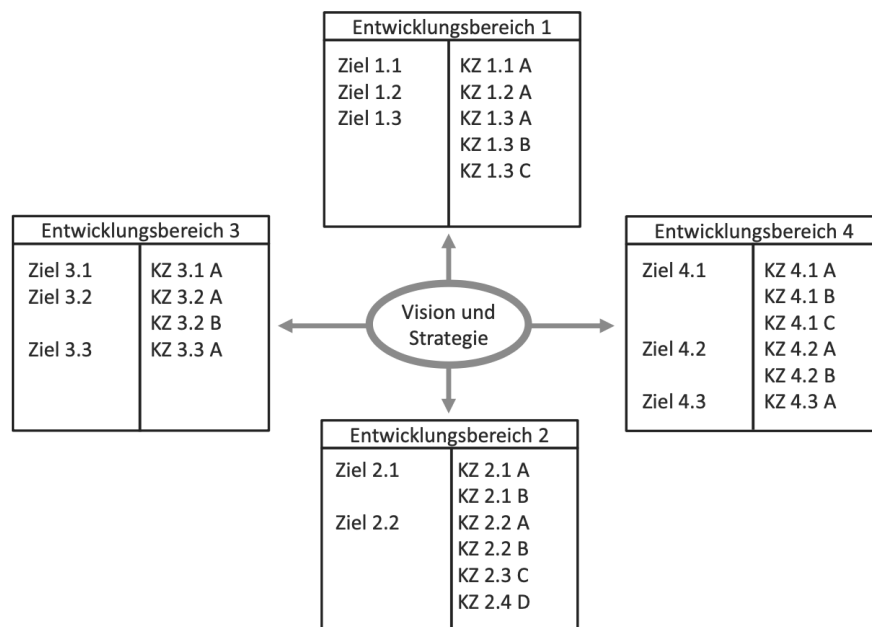 Entwicklungsbereich 1
Ziel 1.1 KZ 1.1 A
Ziel 1.2 KZ 1.2 A
Ziel 1.3 KZ 1.3 A
KZ 1.3 B
KZ 1.3 C
Entwicklungsbereich 3
Ziel 3.1 KZ 3.1 A
Ziel 3.2 KZ 3.2 A
KZ 3.2 B
Ziel 3.3 KZ 3.3 A
Vision und
Strategie
Entwicklungsbereich 4
Ziel 4.1 KZ 4.1 A
KZ 4.1 B
KZ 4.1 C
Ziel 4.2 KZ 4.2 A
KZ 4.2 B
Ziel 4.3 KZ 4.3 A
Entwicklungsbereich 2
Ziel 2.1 KZ 2.1 A
KZ 2.1 B
Ziel 2.2 KZ 2.2 A
KZ 2.2 B
KZ 2.3 C
KZ 2.4 D